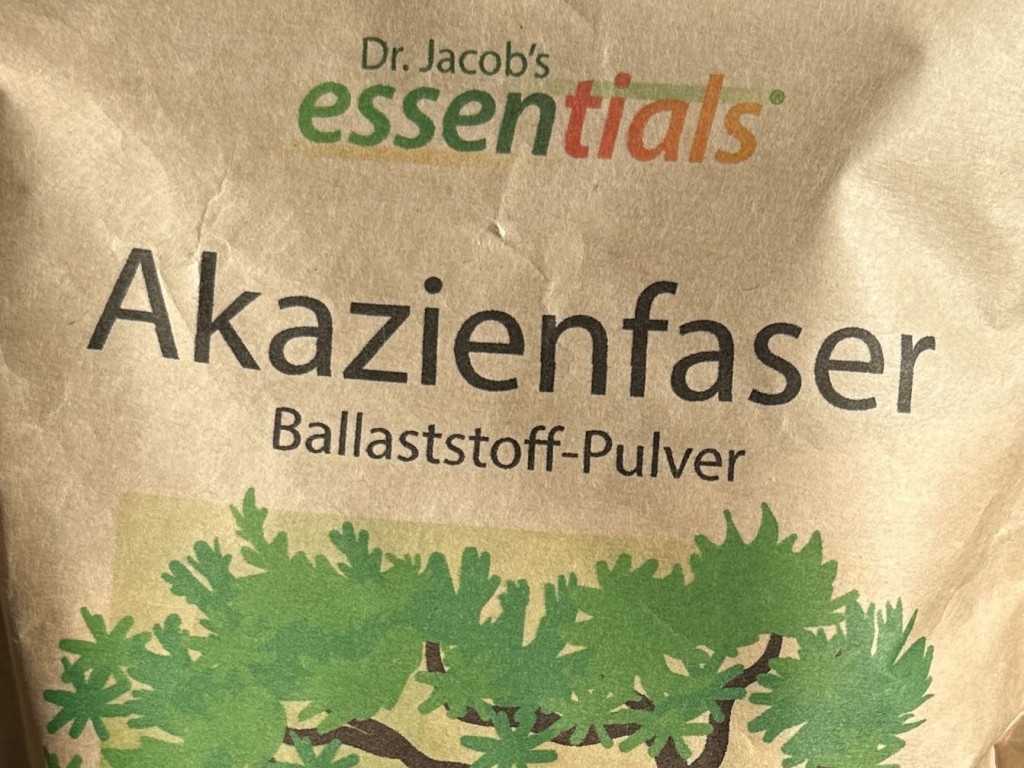 Dr. Jacob's
essentials®
Akazienfaser
Ballaststoff-Pulver